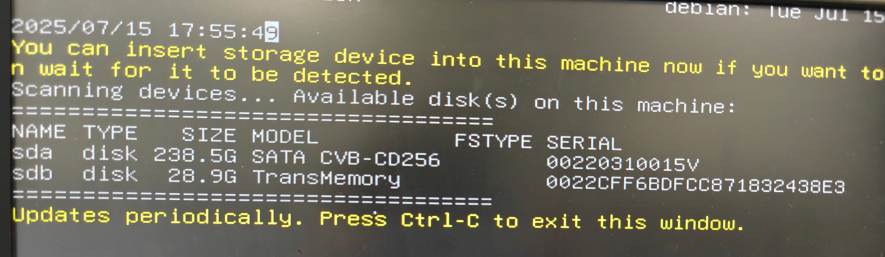 debian: Tue Jul 15
2025/07/15 17:55:49
You can insert storage device into this machine now if you want to
n wait for it to be detected.
Scanning devices... Available disk(s) on this machine:
==================================
NAME TYPE   SIZE MODEL          FSTYPE SERIAL
sda  disk 238.5G SATA CVB-CD256        00220310015V
sdb  disk  28.9G TransMemory           0022CFF6BDFCC871832438E3
==================================
Updates periodically. Press Ctrl-C to exit this window.